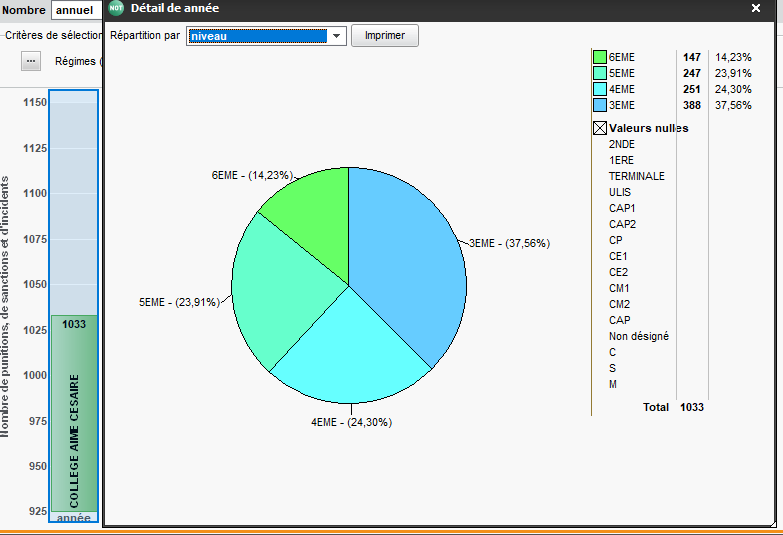 Nombre annuel
Critères de sélection
... Régimes (
NOT Détail de année
Répartition par niveau Imprimer
6EME 147 14,23%
5EME 247 23,91%
4EME 251 24,30%
3EME 388 37,56%
Valeurs nulles
2NDE
1ERE
TERMINALE
ULIS
CAP1
CAP2
CP
CE1
CE2
CM1
CM2
CAP
Non désigné
C
S
M
Total 1033
6EME - (14,23%)
3EME - (37,56%)
5EME - (23,91%)
4EME - (24,30%)
Nombre de punitions, de sanctions et d'incidents
1150
1125
1100
1075
1050
1025
1000
975
950
925
1033
COLLEGE AIME CESAIRE
année